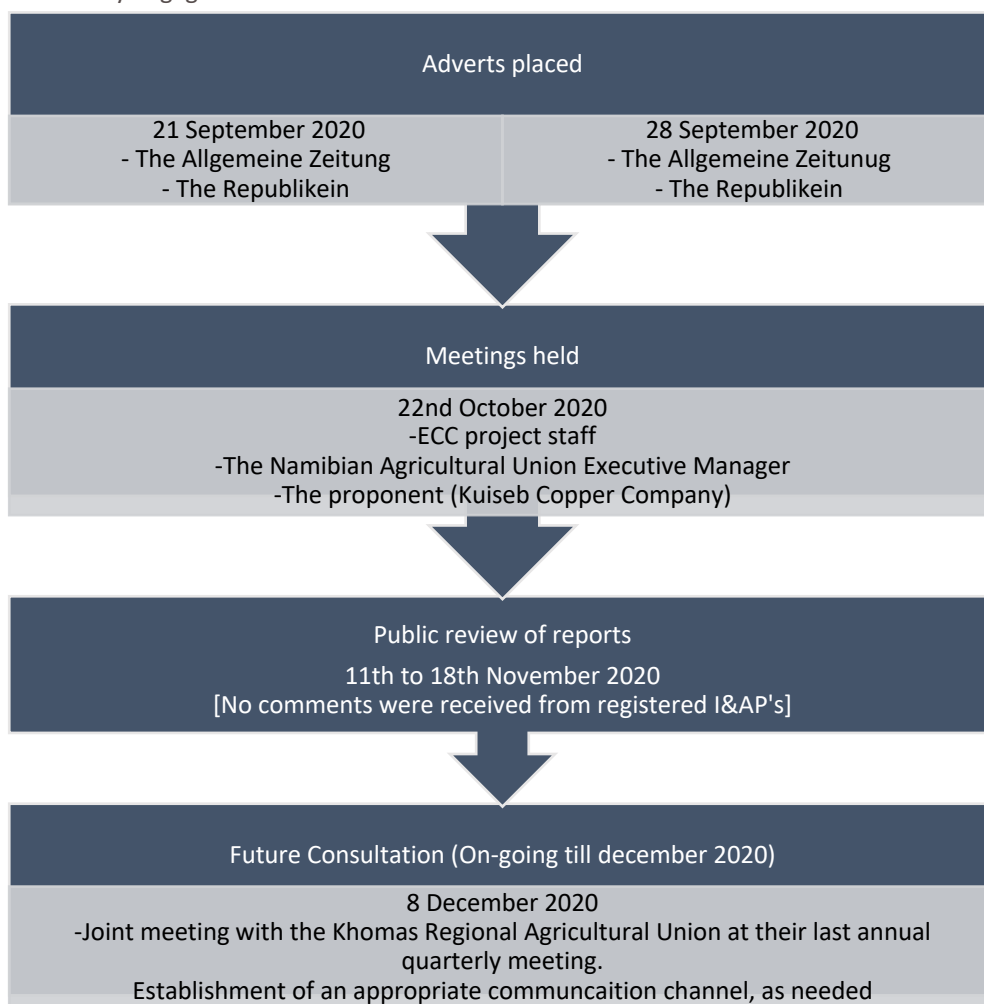 Adverts placed
21 September 2020
- The Allgemeine Zeitung
- The Republikein
28 September 2020
- The Allgemeine Zeitunug
- The Republikein
Meetings held
22nd October 2020
-ECC project staff
-The Namibian Agricultural Union Executive Manager
-The proponent (Kuiseb Copper Company)
Public review of reports
11th to 18th November 2020
[No comments were received from registered I&AP's]
Future Consultation (On-going till december 2020)
8 December 2020
-Joint meeting with the Khomas Regional Agricultural Union at their last annual
quarterly meeting.
Establishment of an appropriate communcaition channel, as needed